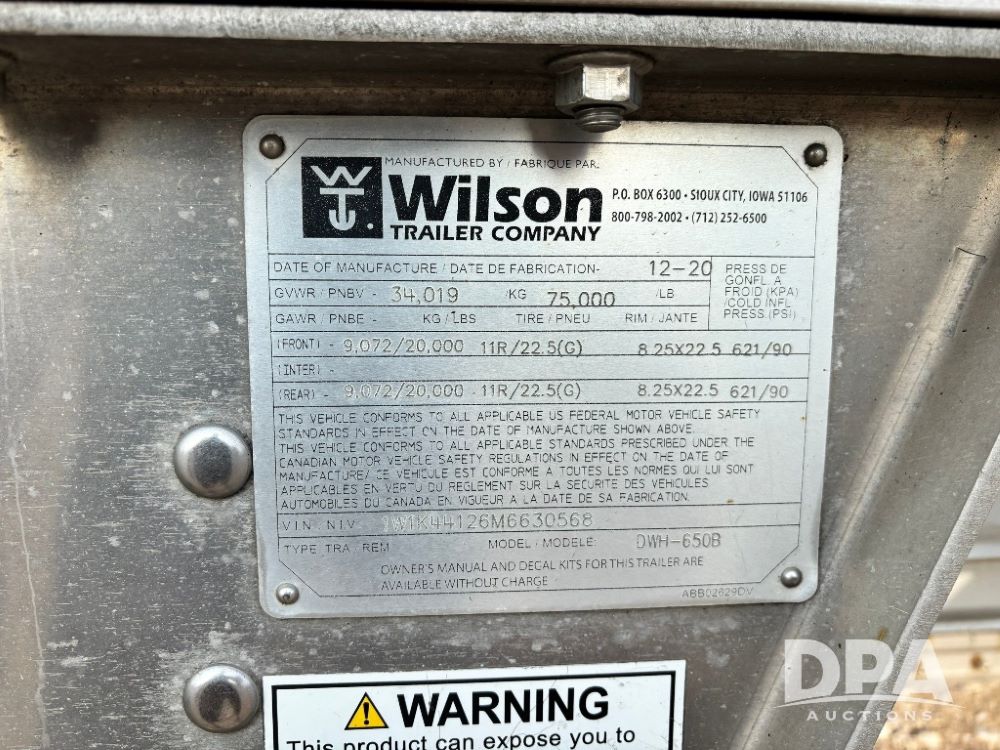 MANUFACTURED BY / FABRIQUE PAR.
WT
Wilson
TRAILER COMPANY
P.O. BOX 6300 • SIOUX CITY, IOWA 51106
800-798-2002 • (712) 252-6500
DATE OF MANUFACTURE / DATE DE FABRICATION- 12-20
GVWR / PNBV - 34,019 /KG 75,000 /LB
PRESS DE
GONFL A
FROID (KPA)
/COLD INFL
PRESS (PSI)
GAWR / PNBE - KG / LBS TIRE / PNEU RIM / JANTE
(FRONT) - 9,072/20,000 11R/22.5(G) 8.25X22.5 621/90
(INTER) -
(REAR) - 9,072/20,000 11R/22.5(G) 8.25X22.5 621/90
THIS VEHICLE CONFORMS TO ALL APPLICABLE US FEDERAL MOTOR VEHICLE SAFETY
STANDARDS IN EFFECT ON THE DATE OF MANUFACTURE SHOWN ABOVE.
THIS VEHICLE CONFORMS TO ALL APPLICABLE STANDARDS PRESCRIBED UNDER THE
CANADIAN MOTOR VEHICLE SAFETY REGULATIONS IN EFFECT ON THE DATE OF
MANUFACTURE/ CE VEHICULE EST CONFORME A TOUTES LES NORMES QUI LUI SONT
APPLICABLES EN VERTU DU REGLEMENT SUR LA SECURITE DES VEHICULES
AUTOMOBILES DU CANADA EN VIGUEUR A LA DATE DE SA FABRICATION.
V.I.N. N.I.V. 1W1K44126M6630568
TYPE TRA / REM MODEL / MODELE: DWH-650B
OWNER'S MANUAL AND DECAL KITS FOR THIS TRAILER ARE
AVAILABLE WITHOUT CHARGE
ABB02629DV
WARNING
This product can expose you to
DPA
AUCTIONS